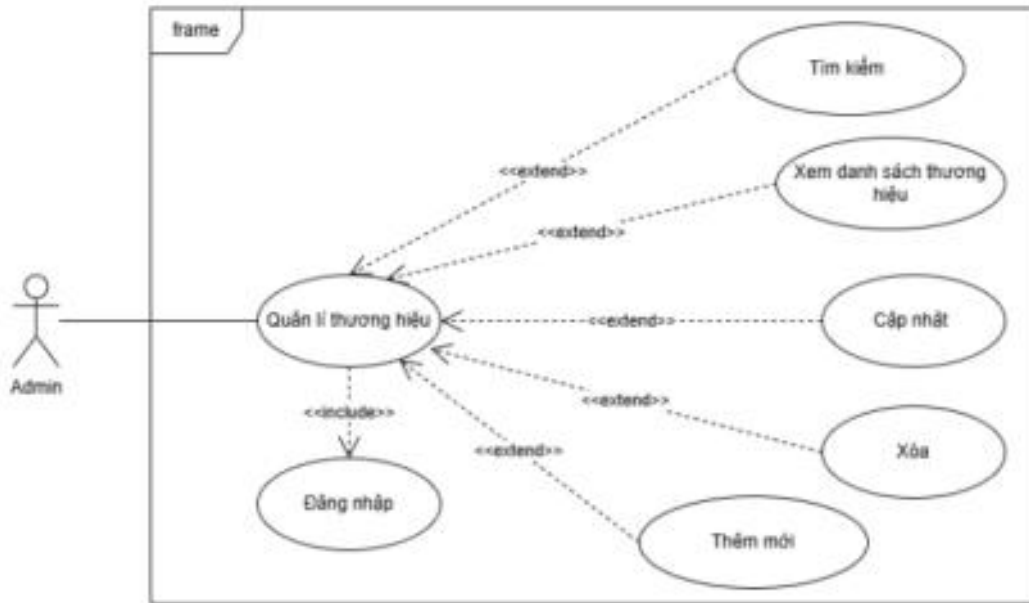 frame
Tìm kiếm
<<extend>>
Xem danh sách thương
hiệu
<<extend>>
Quản lí thương hiệu
<<extend>>
Cập nhật
Admin
<<extend>>
<<include>>
<<extend>>
Xóa
Đăng nhập
Thêm mới